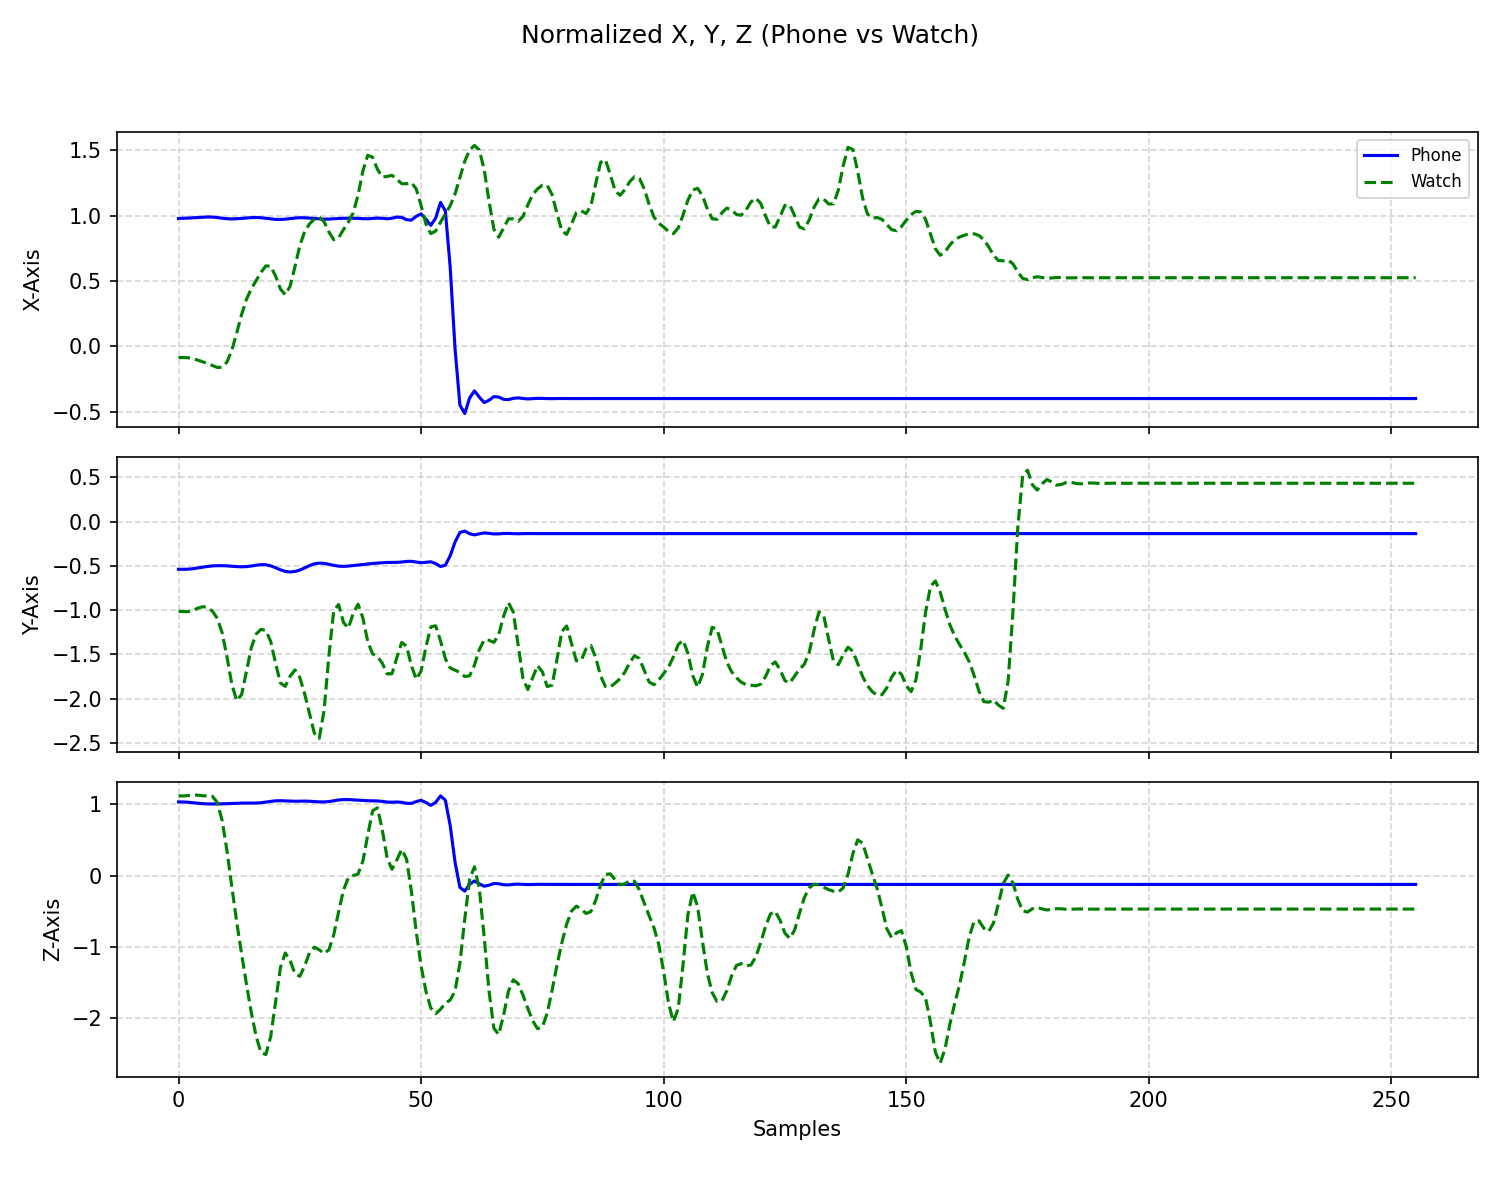 Normalized X, Y, Z (Phone vs Watch)
1.5
1.0
0.5
0.0
−0.5
X-Axis
Phone
Watch
0.5
0.0
−0.5
−1.0
−1.5
−2.0
−2.5
Y-Axis
1
0
−1
−2
Z-Axis
0 50 100 150 200 250
Samples